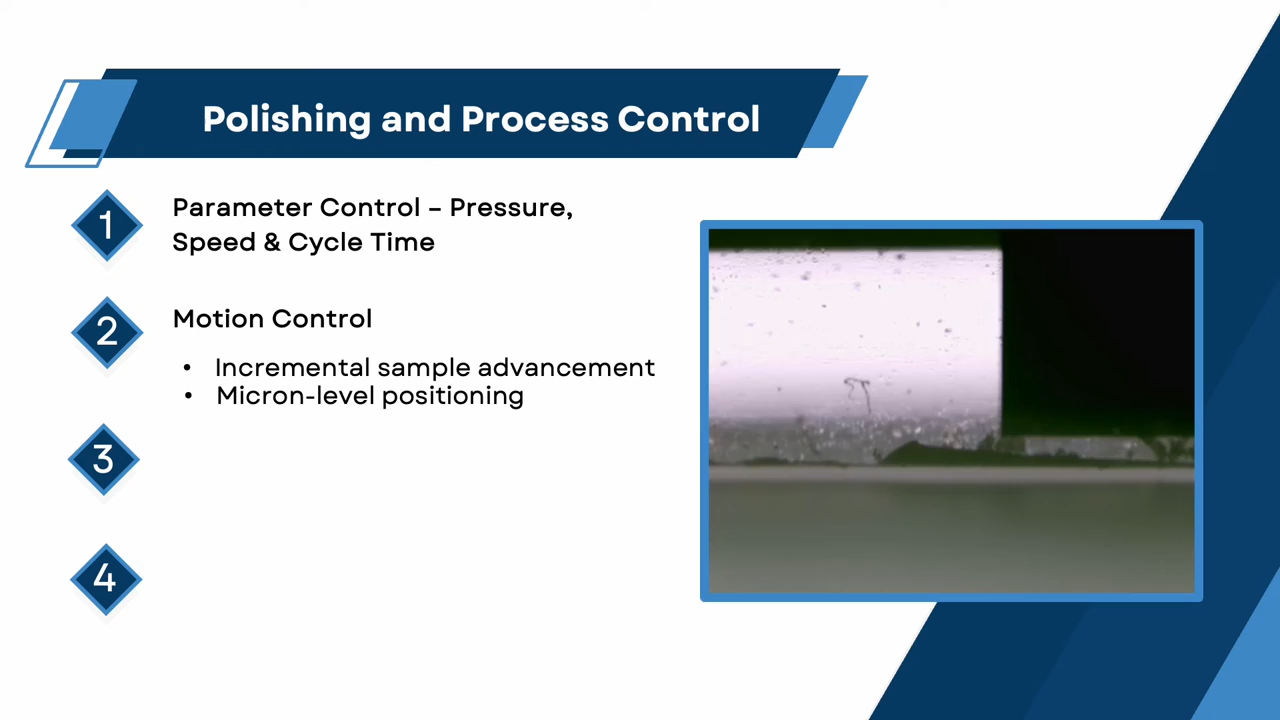 Polishing and Process Control
1
Parameter Control – Pressure,
Speed & Cycle Time
2
Motion Control
• Incremental sample advancement
• Micron-level positioning
3
4